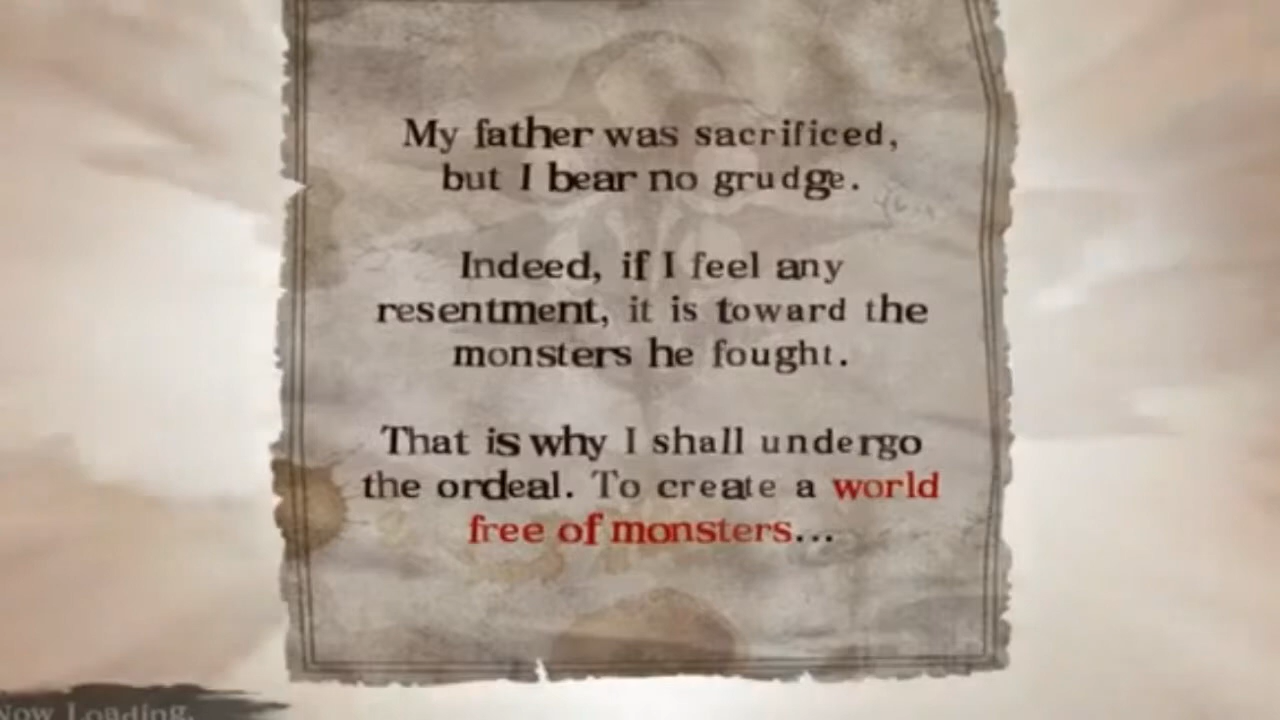 My father was sacrificed,
but I bear no grudge.
Indeed, if I feel any
resentment, it is toward the
monsters he fought.
That is why I shall undergo
the ordeal. To create a world
free of monsters...
Now Loading.